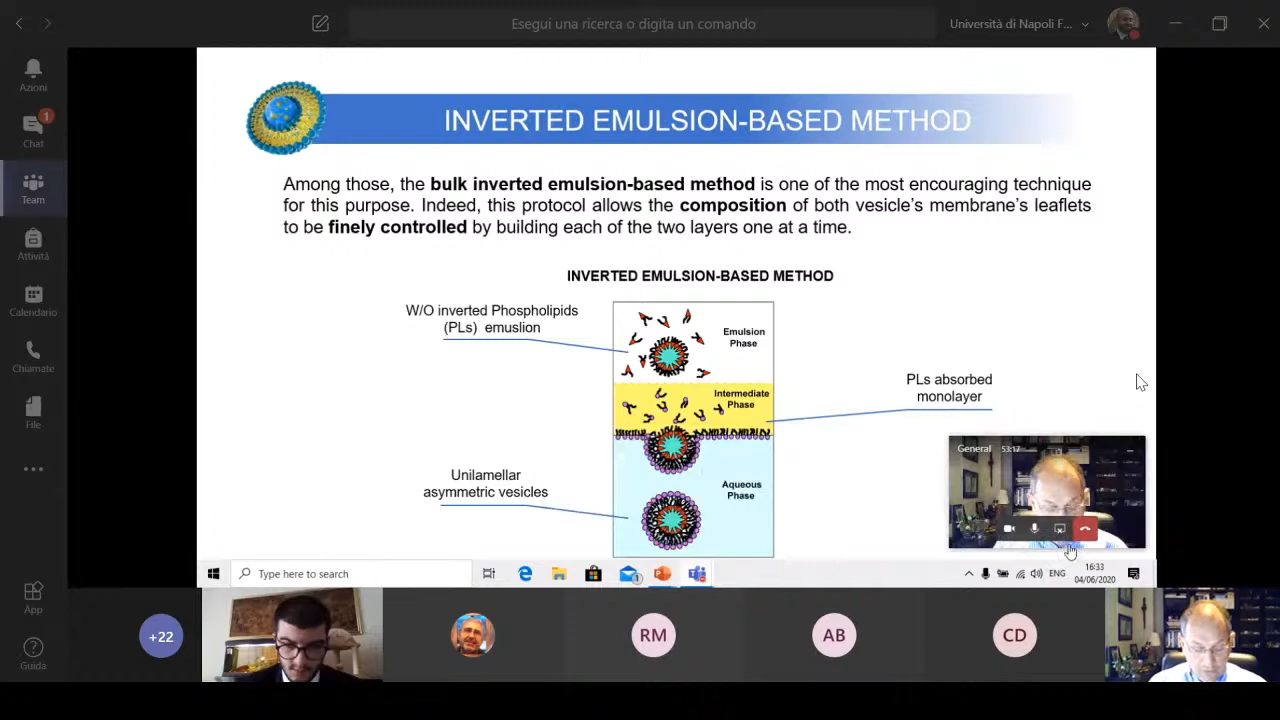 Esegui una ricerca o digita un comando
Università di Napoli F...
Azioni
1
Chat
Team
Attività
Calendario
Chiamate
File
App
Guida
INVERTED EMULSION-BASED METHOD
Among those, the bulk inverted emulsion-based method is one of the most encouraging technique
for this purpose. Indeed, this protocol allows the composition of both vesicle's membrane's leaflets
to be finely controlled by building each of the two layers one at a time.
INVERTED EMULSION-BASED METHOD
W/O inverted Phospholipids
(PLs) emuslion
Emulsion
Phase
Intermediate
Phase
PLs absorbed
monolayer
Unilamellar
asymmetric vesicles
Aqueous
Phase
General 53:17
Type here to search
1
ENG
16:33
04/06/2020
+22
RM
AB
CD